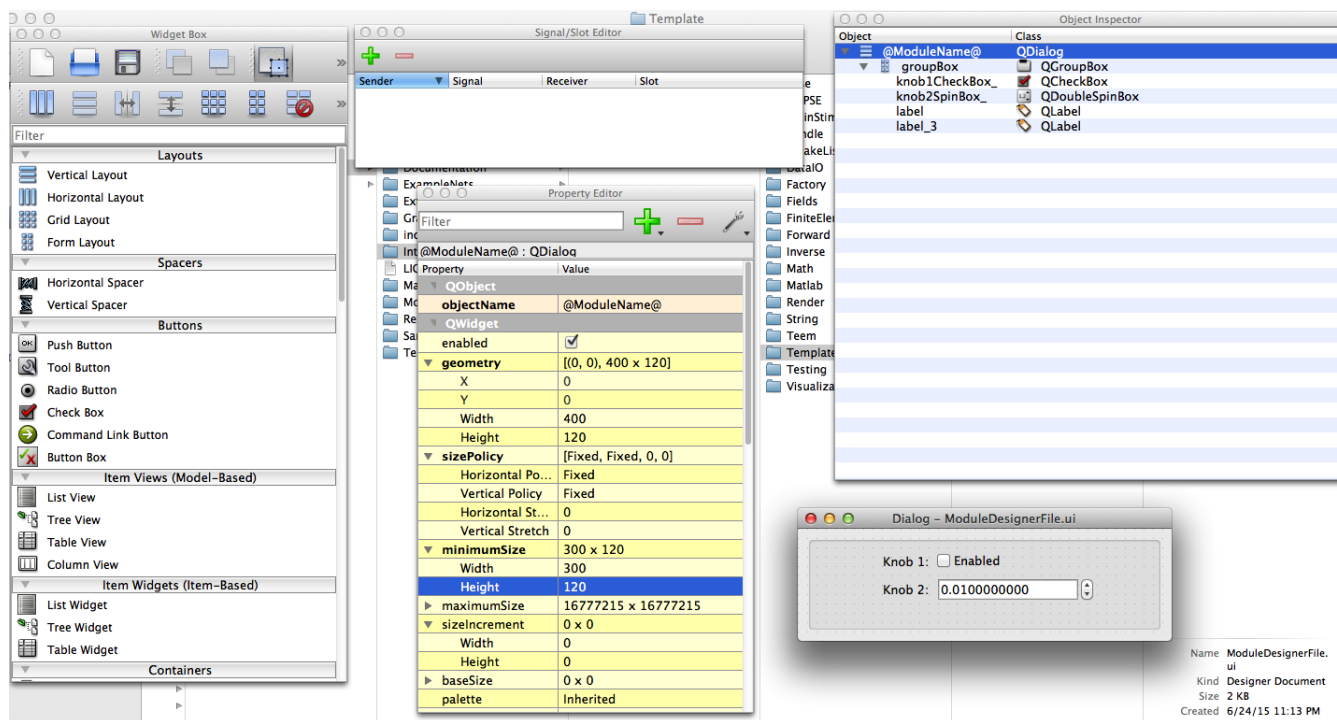 Template
Widget Box
Filter
Layouts
Vertical Layout
Horizontal Layout
Grid Layout
Form Layout
Spacers
Horizontal Spacer
Vertical Spacer
Buttons
OK
Push Button
Tool Button
Radio Button
Check Box
Command Link Button
Button Box
Item Views (Model-Based)
List View
Tree View
Table View
Column View
Item Widgets (Item-Based)
List Widget
Tree Widget
Table Widget
Containers
Signal/Slot Editor
Sender Signal Receiver Slot
Documentation
ExampleNets
Property Editor
Filter
@ModuleName@ : QDialog
Property Value
QObject
objectName @ModuleName@
QWidget
enabled
geometry [(0, 0), 400 x 120]
X 0
Y 0
Width 400
Height 120
sizePolicy [Fixed, Fixed, 0, 0]
Horizontal Po... Fixed
Vertical Policy Fixed
Horizontal St... 0
Vertical Stretch 0
minimumSize 300 x 120
Width 300
Height 120
maximumSize 16777215 x 16777215
sizeIncrement 0 x 0
Width 0
Height 0
baseSize 0 x 0
palette Inherited
DataIO
Factory
Fields
FiniteEle
Forward
Inverse
Math
Matlab
Render
String
Teem
Template
Testing
Visualiza
Object Inspector
Object Class
@ModuleName@ QDialog
groupBox QGroupBox
knob1CheckBox_ QCheckBox
knob2SpinBox_ QDoubleSpinBox
label QLabel
label_3 QLabel
Dialog - ModuleDesignerFile.ui
Knob 1: Enabled
Knob 2: 0.0100000000
Name ModuleDesignerFile.
ui
Kind Designer Document
Size 2 KB
Created 6/24/15 11:13 PM